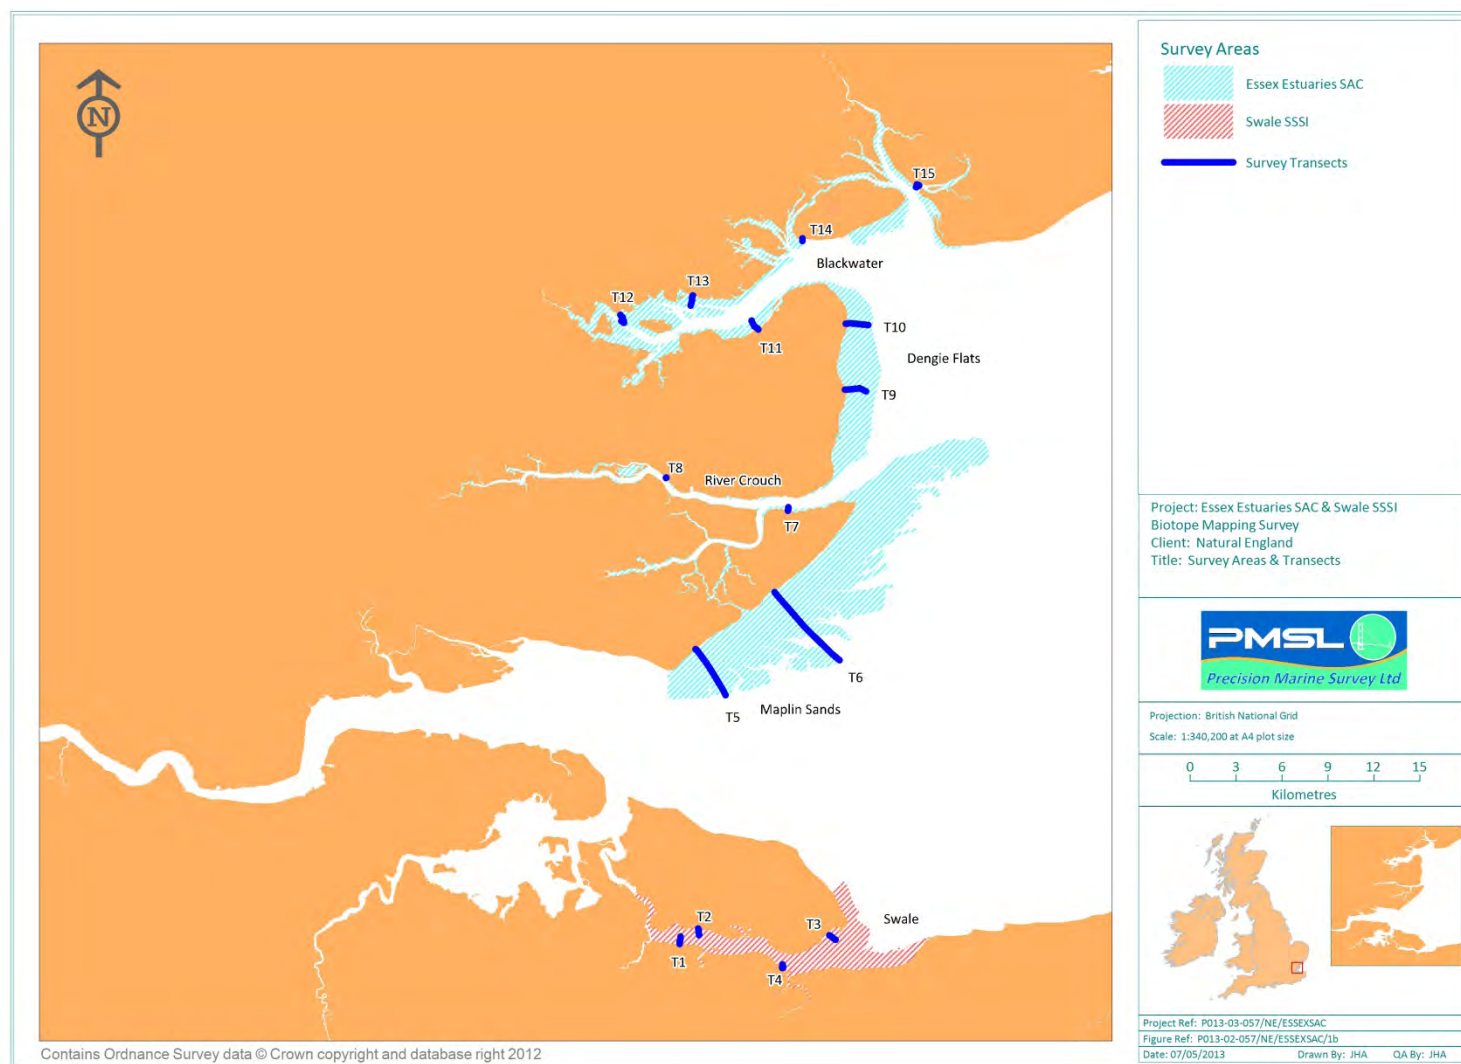 N
T15
T14
Blackwater
T13
T12
T11
T10
Dengie Flats
T9
T8
River Crouch
T7
T6
T5
Maplin Sands
Swale
T2
T3
T1
T4
Contains Ordnance Survey data © Crown copyright and database right 2012
Survey Areas
Essex Estuaries SAC
Swale SSSI
Survey Transects
Project: Essex Estuaries SAC & Swale SSSI
Biotope Mapping Survey
Client: Natural England
Title: Survey Areas & Transects
PMSL
Precision Marine Survey Ltd
Projection: British National Grid
Scale: 1:340,200 at A4 plot size
0 3 6 9 12 15
Kilometres
Project Ref: P013-03-057/NE/ESSEXSAC
Figure Ref: P013-02-057/NE/ESSEXSAC/1b
Date: 07/05/2013 Drawn By: JHA QA By: JHA